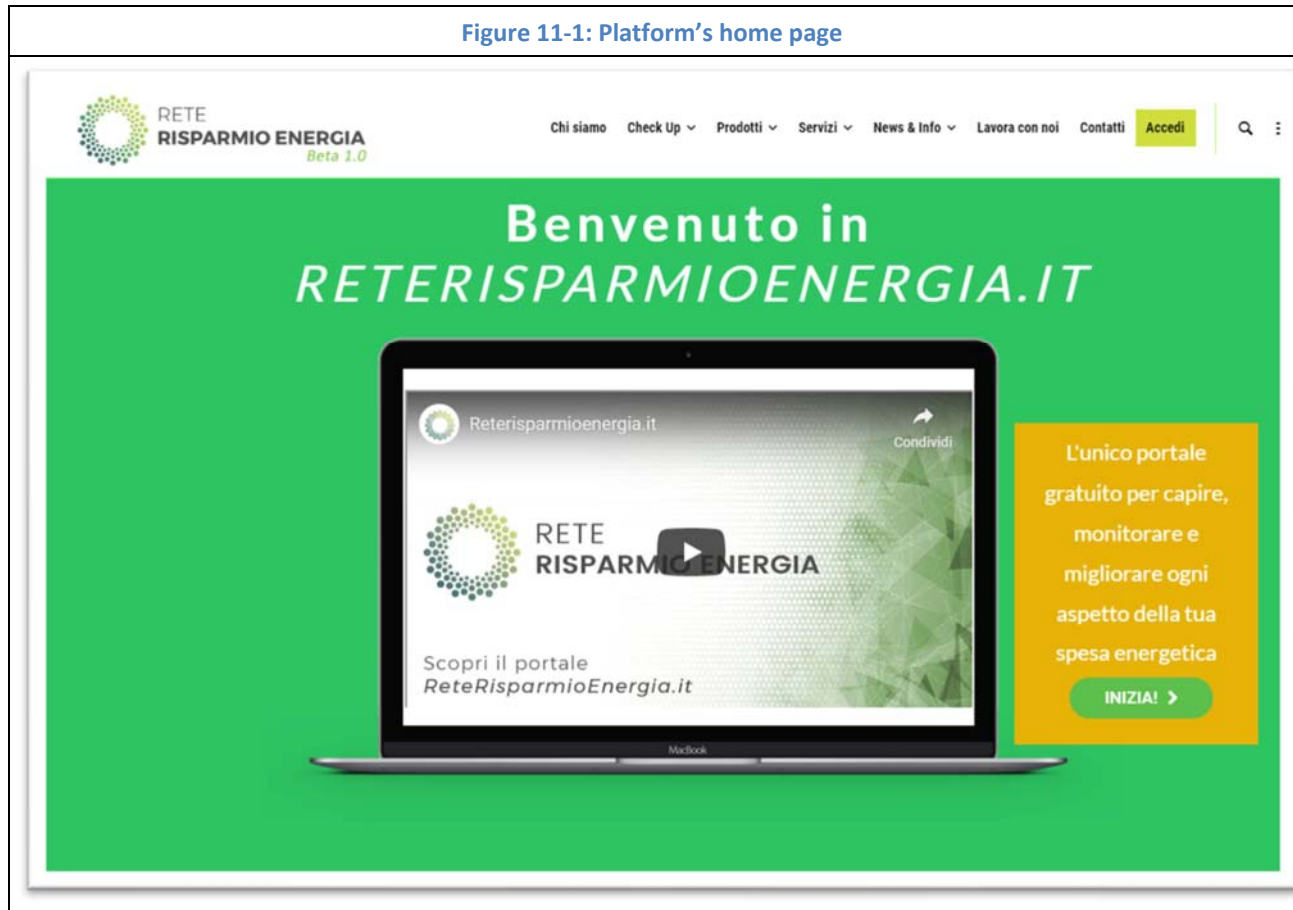 Figure 11-1: Platform’s home page
RETE
RISPARMIO ENERGIA
Beta 1.0
Chi siamo Check Up Prodotti Servizi News & Info Lavora con noi Contatti Accedi
Benvenuto in
RETERISPARMIOENERGIA.IT
Reterisparmioenergia.it
Condividi
RETE
RISPARMIO ENERGIA
Scopri il portale
ReteRisparmioEnergia.it
MacBook
L'unico portale
gratuito per capire,
monitorare e
migliorare ogni
aspetto della tua
spesa energetica
INIZIA!